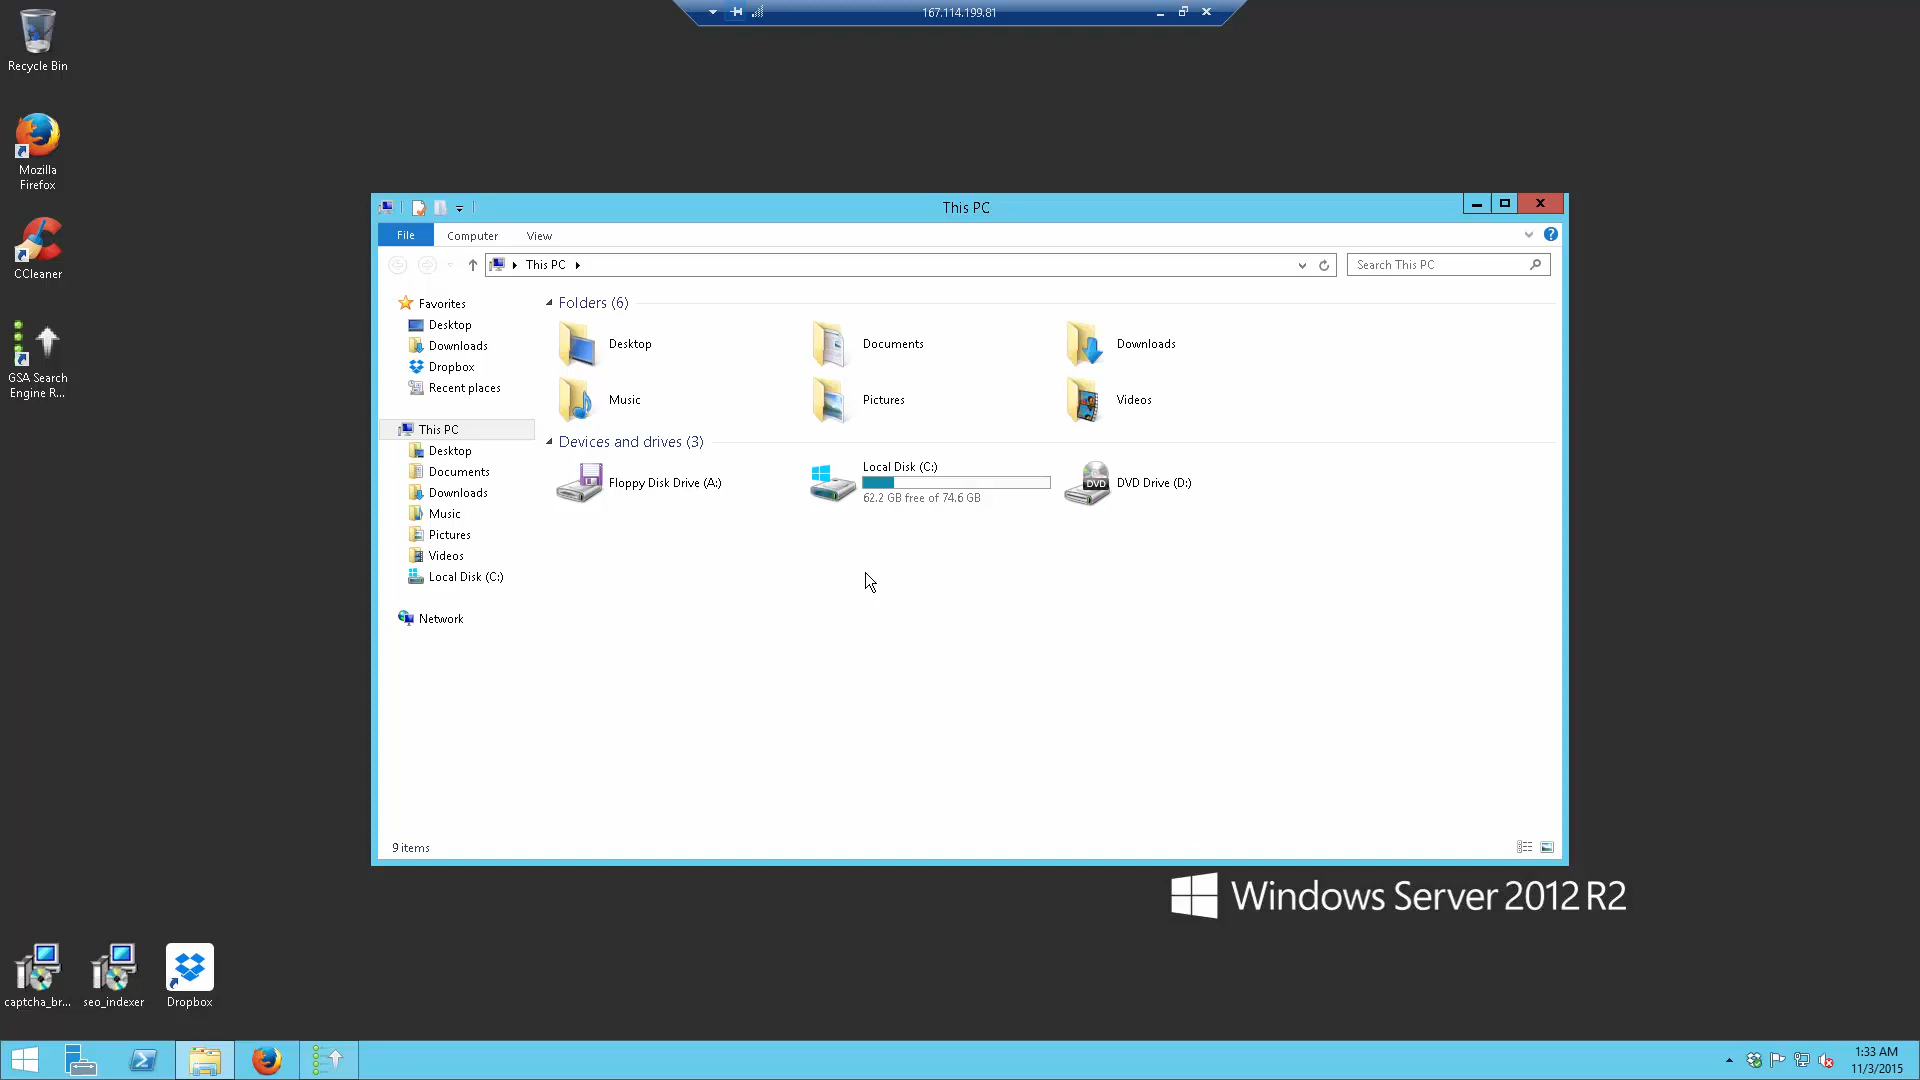 167.114.199.81
Recycle Bin
Mozilla
Firefox
CCleaner
GSA Search
Engine R...
This PC
File
Computer
View
This PC
Search This PC
Favorites
Desktop
Downloads
Dropbox
Recent places
This PC
Desktop
Documents
Downloads
Music
Pictures
Videos
Local Disk (C:)
Network
Folders (6)
Desktop
Documents
Downloads
Music
Pictures
Videos
Devices and drives (3)
Floppy Disk Drive (A:)
Local Disk (C:)
62.2 GB free of 74.6 GB
DVD
DVD Drive (D:)
9 items
Windows Server 2012 R2
captcha_br...
seo_indexer
Dropbox
1:33 AM
11/3/2015